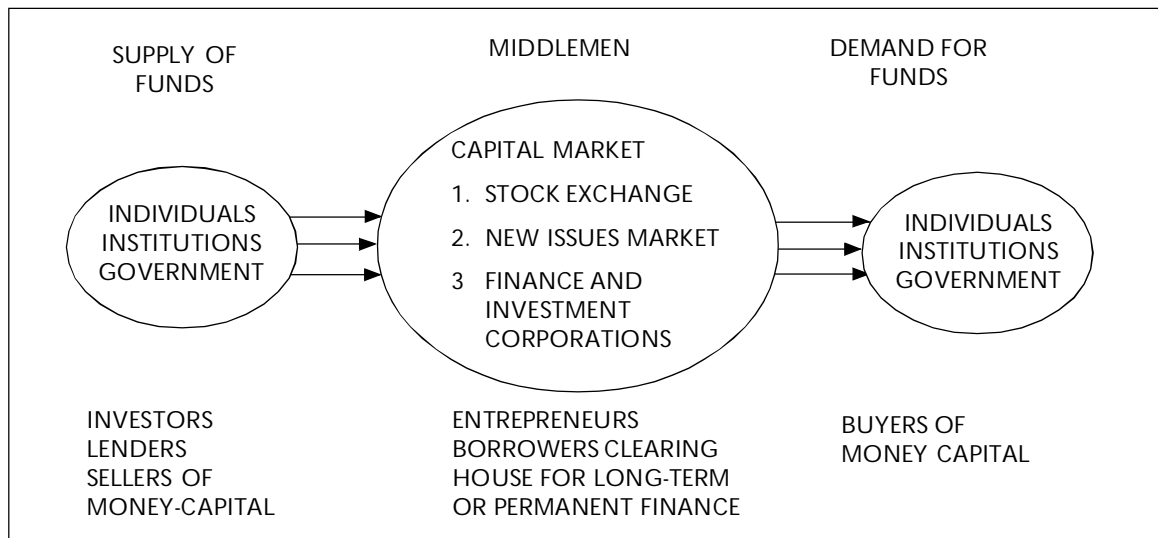 SUPPLY OF
FUNDS
MIDDLEMEN
DEMAND FOR
FUNDS
INDIVIDUALS
INSTITUTIONS
GOVERNMENT
CAPITAL MARKET
1. STOCK EXCHANGE
2. NEW ISSUES MARKET
3 FINANCE AND
INVESTMENT
CORPORATIONS
INDIVIDUALS
INSTITUTIONS
GOVERNMENT
INVESTORS
LENDERS
SELLERS OF
MONEY-CAPITAL
ENTREPRENEURS
BORROWERS CLEARING
HOUSE FOR LONG-TERM
OR PERMANENT FINANCE
BUYERS OF
MONEY CAPITAL